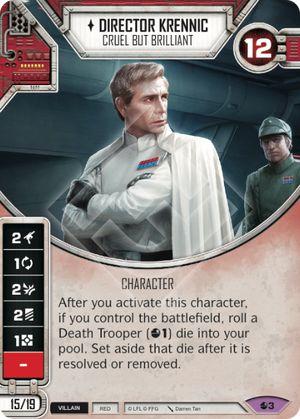 DIRECTOR KRENNIC
CRUEL BUT BRILLIANT
12
2
1
2
2
1
-
CHARACTER
After you activate this character,
if you control the battlefield, roll a
Death Trooper (1) die into your
pool. Set aside that die after it is
resolved or removed.
15/19
VILLAIN
RED
© LFL © FFG
Darren Tan
3